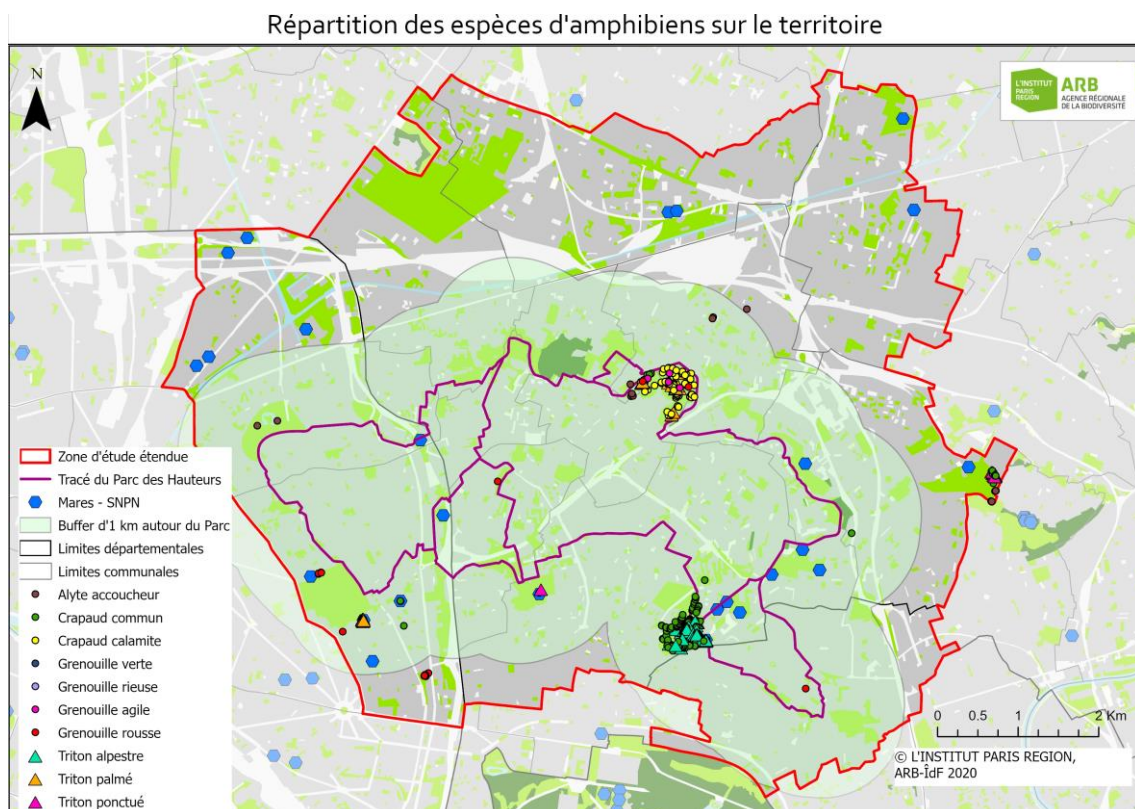 Répartition des espèces d'amphibiens sur le territoire
N
L'INSTITUT
PARIS
REGION
ARB
AGENCE RÉGIONALE
DE LA BIODIVERSITÉ
Zone d'étude étendue
Tracé du Parc des Hauteurs
Mares - SNPN
Buffer d'1 km autour du Parc
Limites départementales
Limites communales
Alyte accoucheur
Crapaud commun
Crapaud calamite
Grenouille verte
Grenouille rieuse
Grenouille agile
Grenouille rousse
Triton alpestre
Triton palmé
Triton ponctué
0 0.5 1 2 Km
© L'INSTITUT PARIS REGION,
ARB-ÎdF 2020